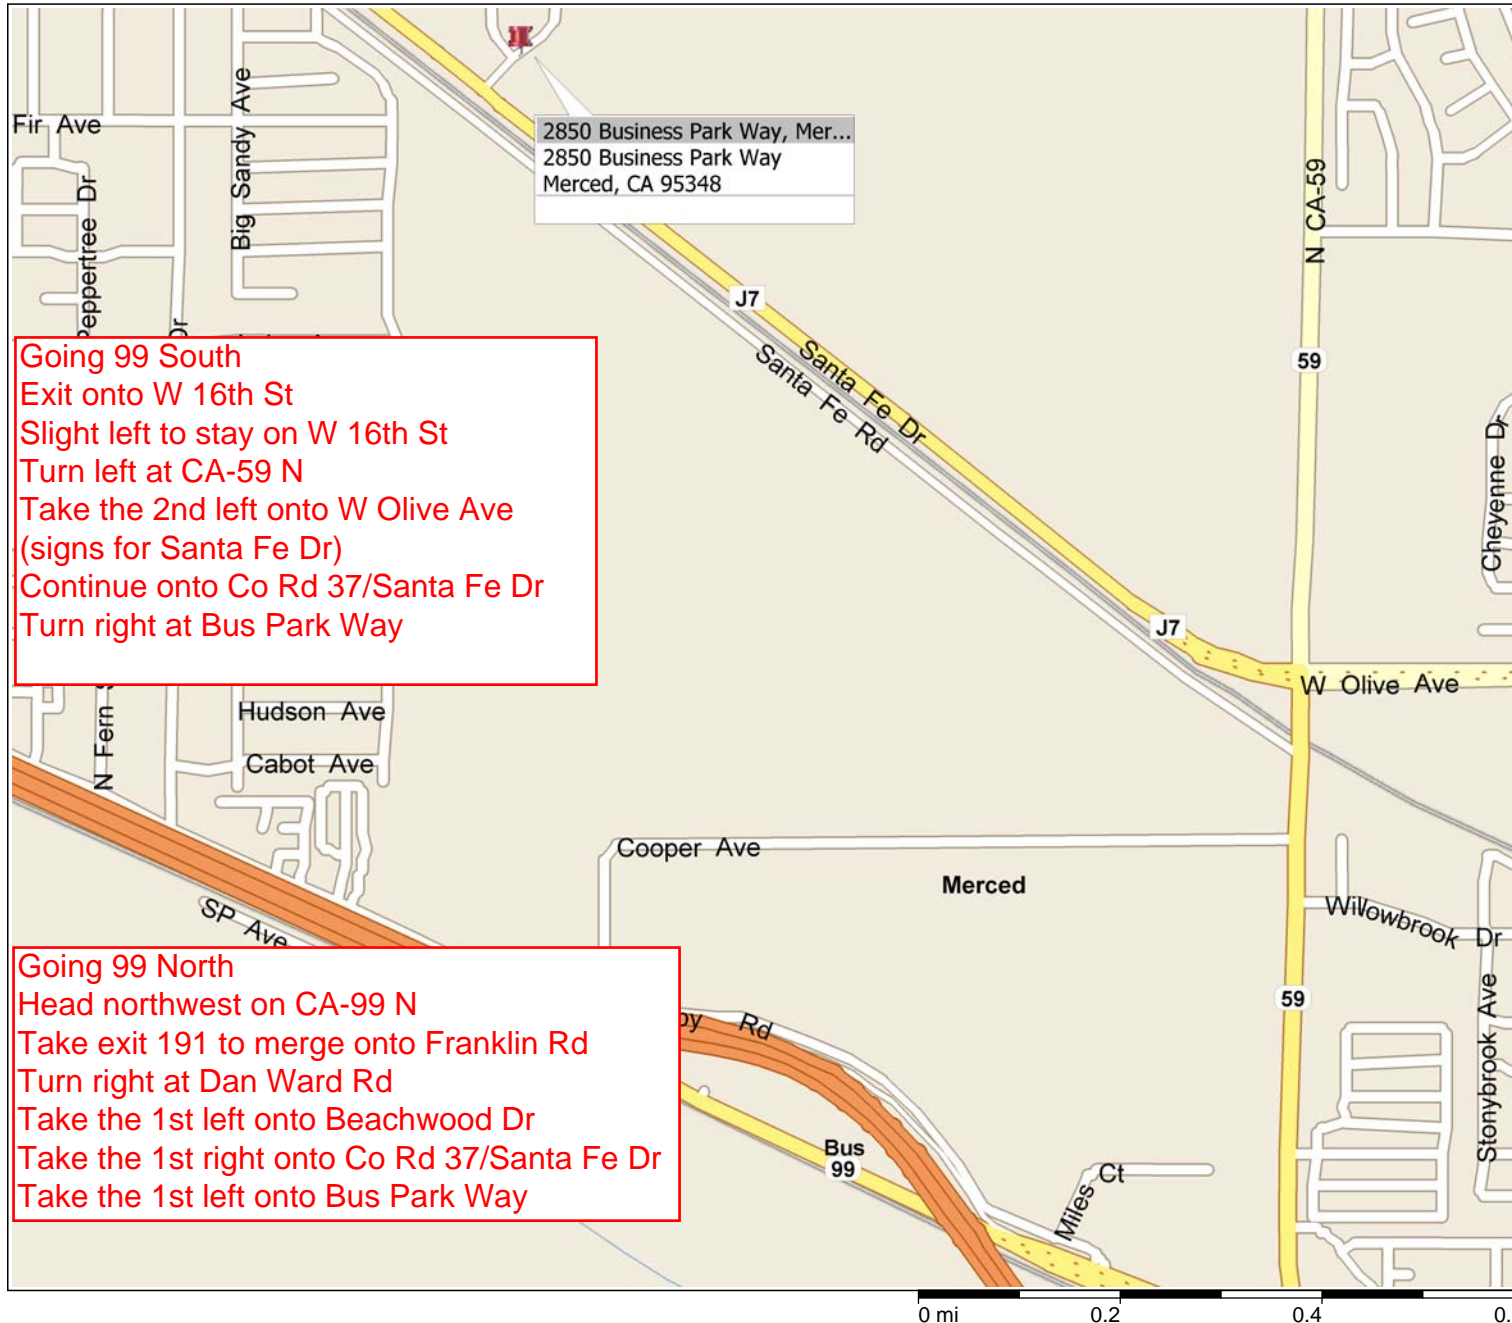 Fir Ave
Peppertree Dr
Big Sandy Ave
Dr
2850 Business Park Way, Mer...
2850 Business Park Way
Merced, CA 95348
N CA-59
J7
Santa Fe Dr
Santa Fe Rd
59
Cheyenne Dr
Going 99 South
Exit onto W 16th St
Slight left to stay on W 16th St
Turn left at CA-59 N
Take the 2nd left onto W Olive Ave
(signs for Santa Fe Dr)
Continue onto Co Rd 37/Santa Fe Dr
Turn right at Bus Park Way
J7
W Olive Ave
N Fern
Hudson Ave
Cabot Ave
Cooper Ave
Merced
Willowbrook Dr
SP Ave
Stonybrook Ave
59
Going 99 North
Head northwest on CA-99 N
Take exit 191 to merge onto Franklin Rd
Turn right at Dan Ward Rd
Take the 1st left onto Beachwood Dr
Take the 1st right onto Co Rd 37/Santa Fe Dr
Take the 1st left onto Bus Park Way
Rd
Bus
99
Miles Ct
0 mi 0.2 0.4